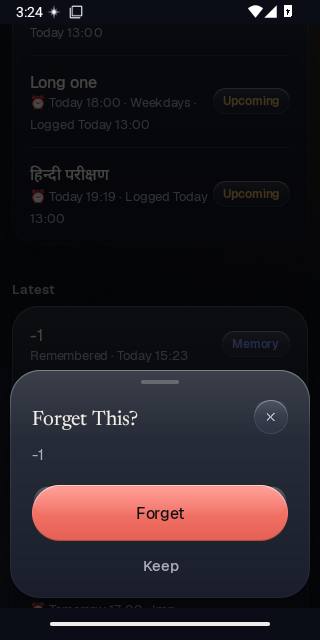 3:24
Today 13:00
Long one
⏰ Today 18:00 · Weekdays ·
Logged Today 13:00
Upcoming
हिन्दी परीक्षण
⏰ Today 19:19 · Logged Today
13:00
Upcoming
Latest
-1
Remembered · Today 15:23
Memory
Forget This?
-1
Forget
Keep